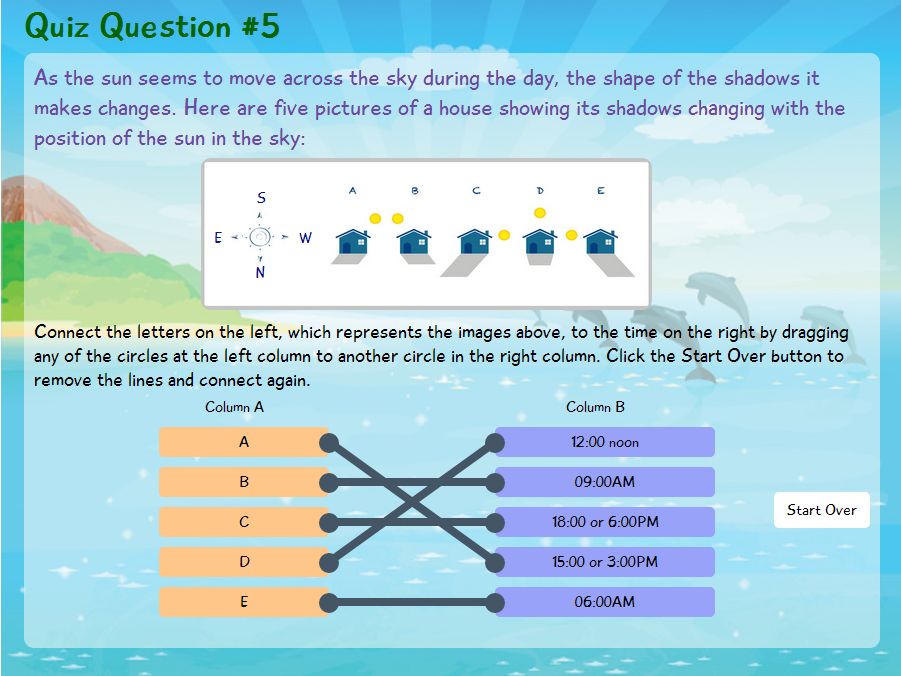 Quiz Question #5
As the sun seems to move across the sky during the day, the shape of the shadows it
makes changes. Here are five pictures of a house showing its shadows changing with the
position of the sun in the sky:
A B C D E
S
E W
N
Connect the letters on the left, which represents the images above, to the time on the right by dragging
any of the circles at the left column to another circle in the right column. Click the Start Over button to
remove the lines and connect again.
Column A Column B
A 12:00 noon
B 09:00AM
C 18:00 or 6:00PM
D 15:00 or 3:00PM
E 06:00AM
Start Over